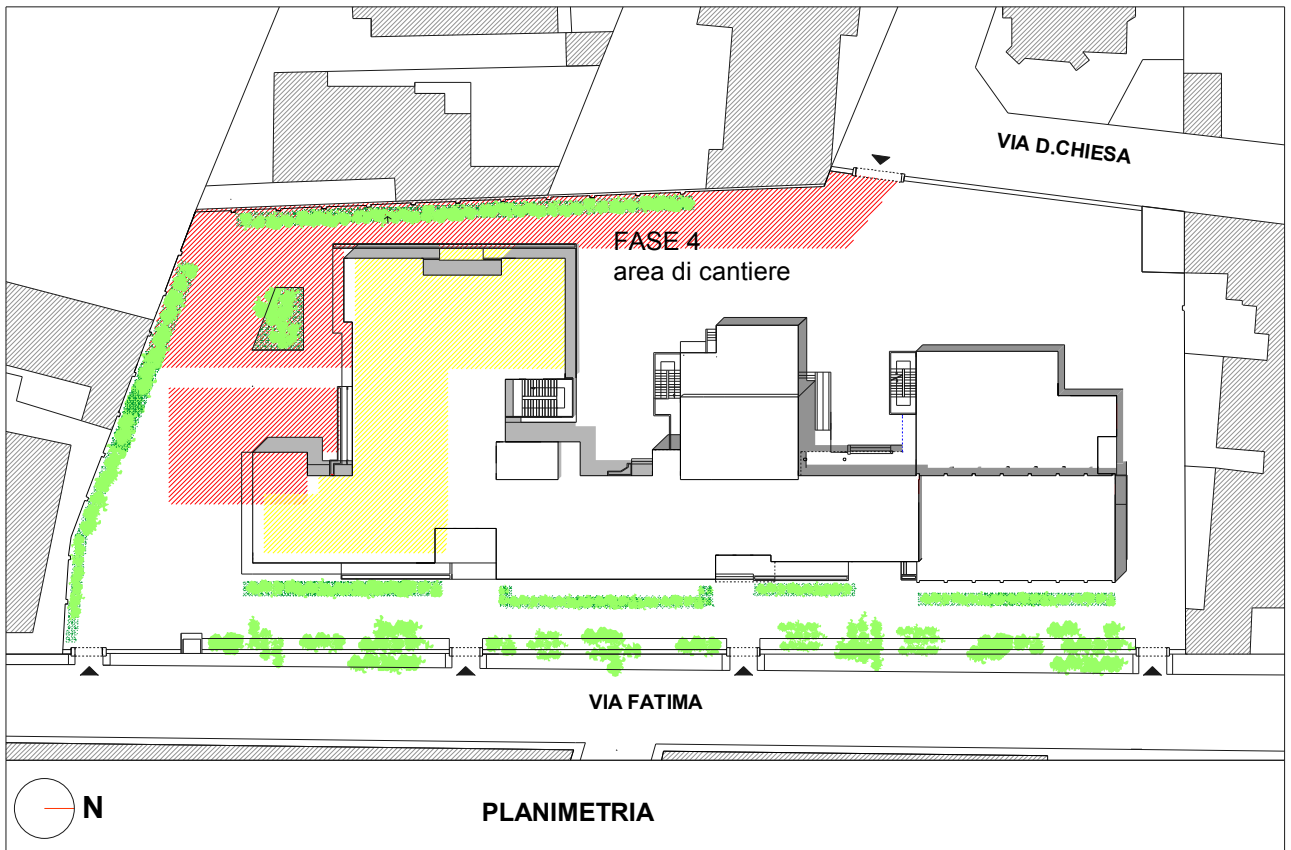 VIA D.CHIESA
FASE 4
area di cantiere
VIA FATIMA
N
PLANIMETRIA